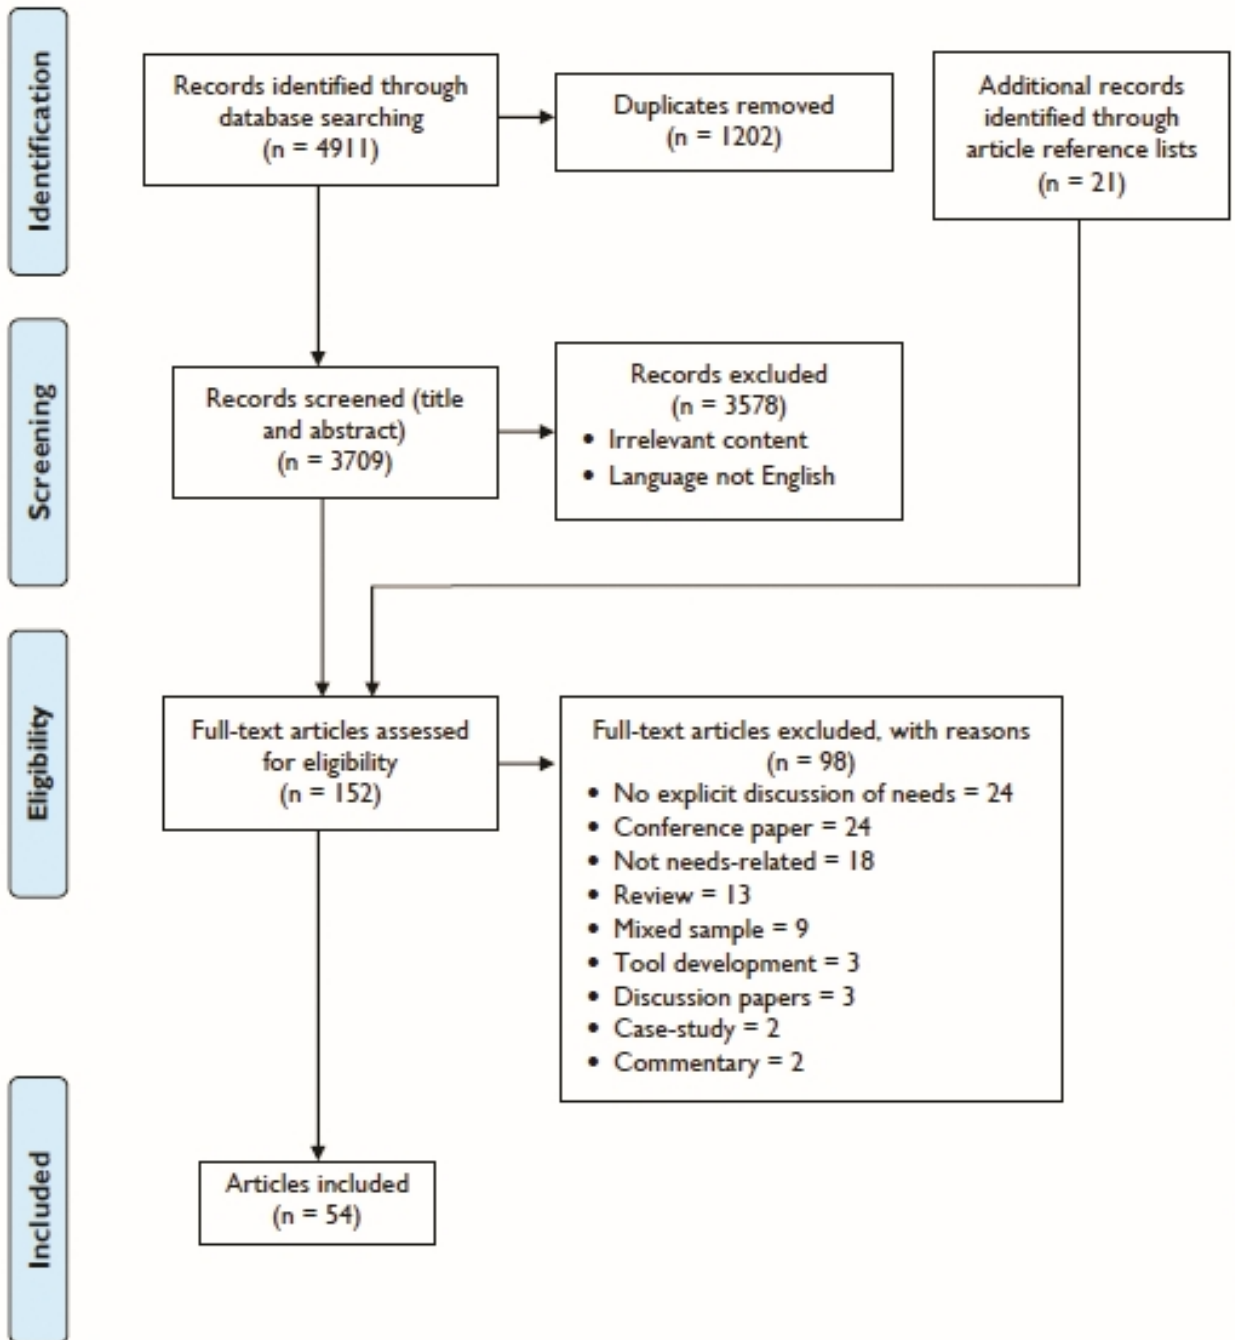 Identification
Records identified through
database searching
(n = 4911)
Duplicates removed
(n = 1202)
Additional records
identified through
article reference lists
(n = 21)
Screening
Records screened (title
and abstract)
(n = 3709)
Records excluded
(n = 3578)
• Irrelevant content
• Language not English
Eligibility
Full-text articles assessed
for eligibility
(n = 152)
Full-text articles excluded, with reasons
(n = 98)
• No explicit discussion of needs = 24
• Conference paper = 24
• Not needs-related = 18
• Review = 13
• Mixed sample = 9
• Tool development = 3
• Discussion papers = 3
• Case-study = 2
• Commentary = 2
Included
Articles included
(n = 54)